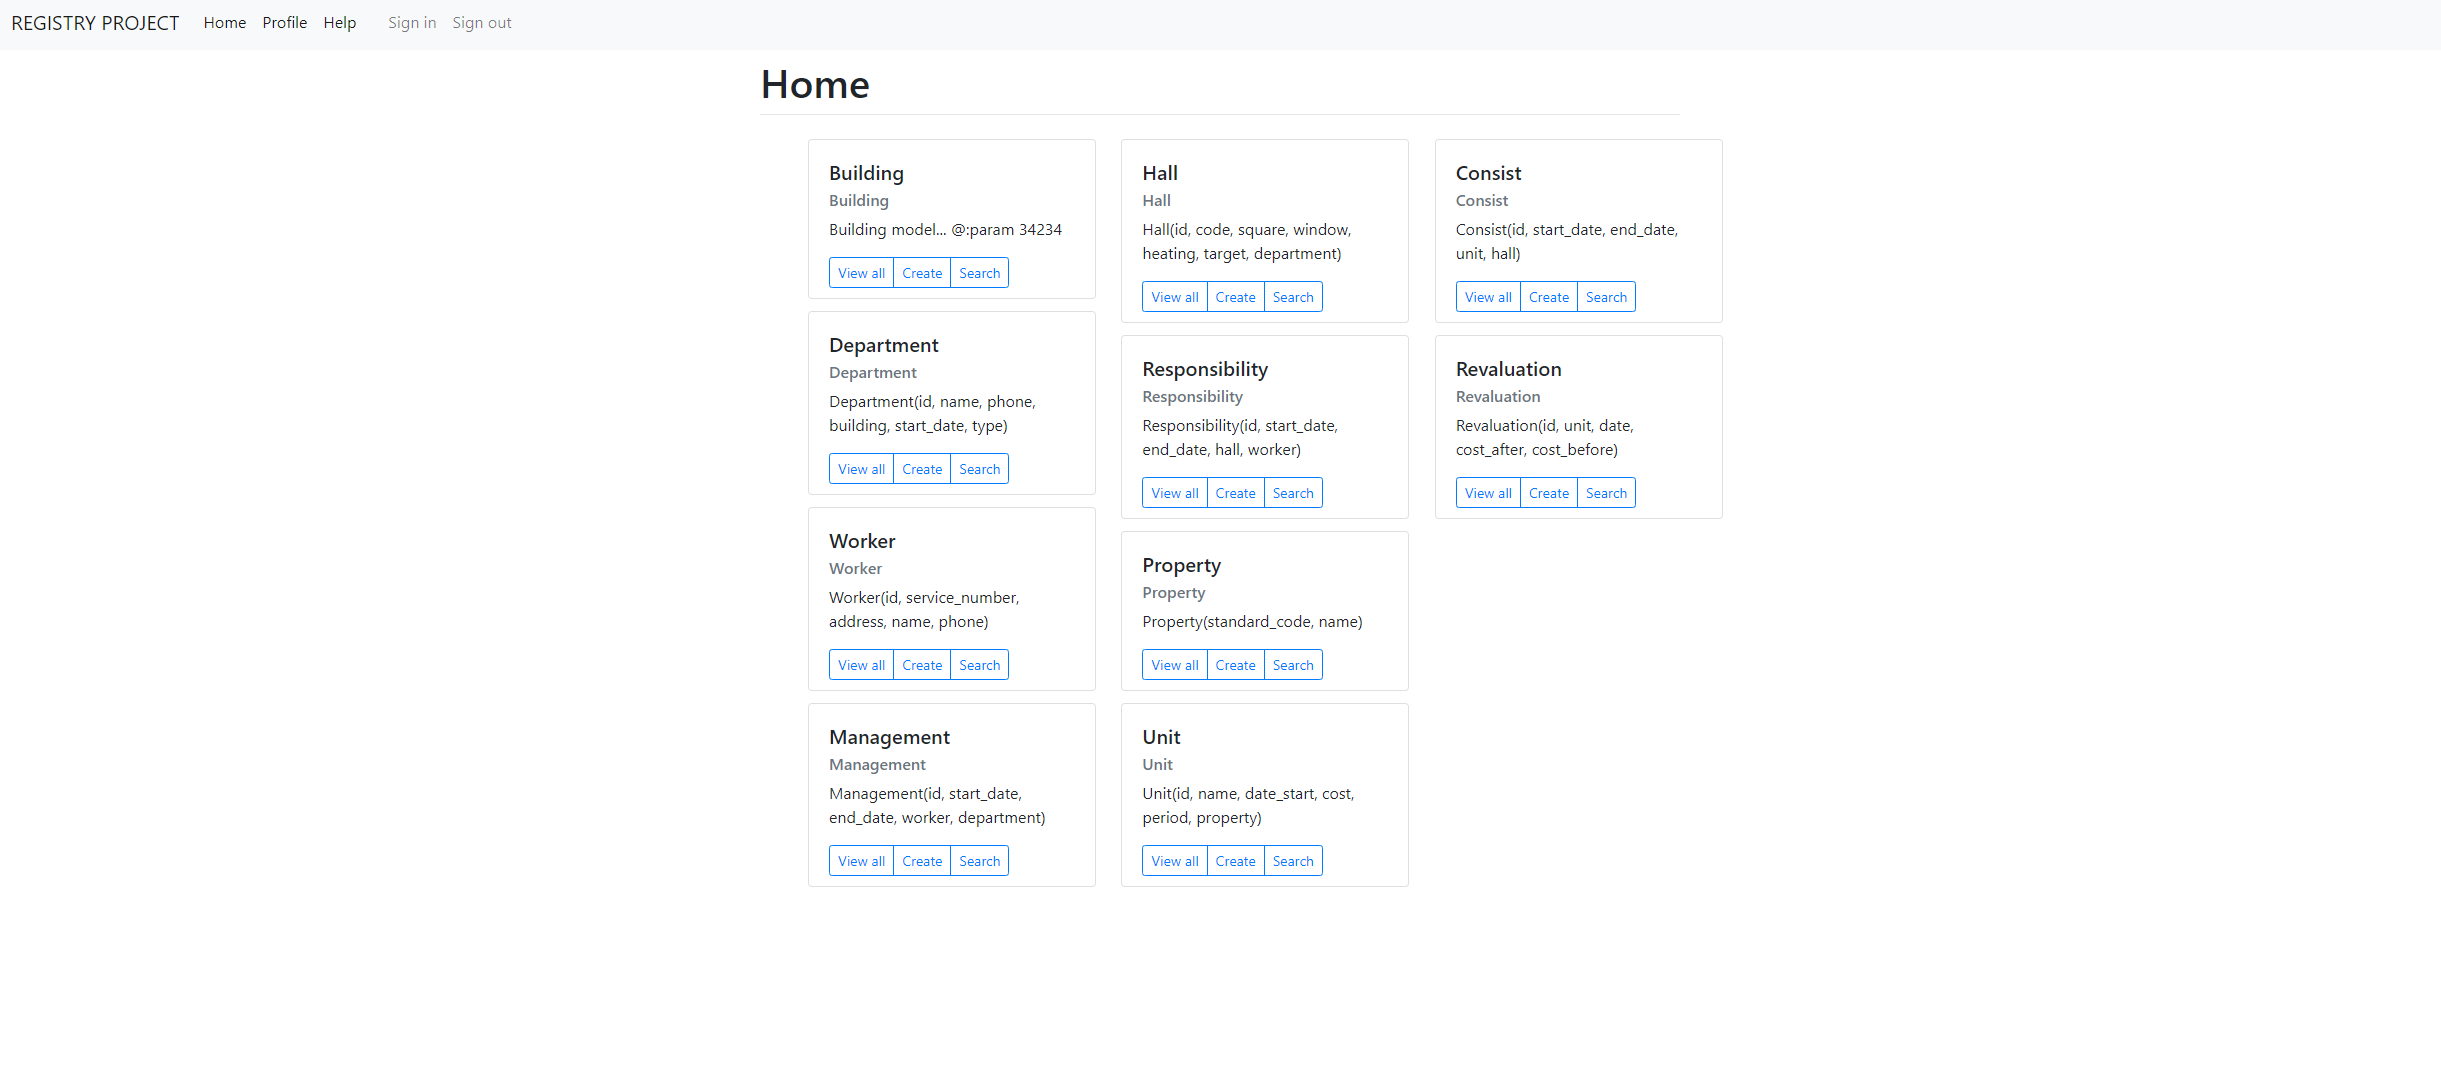 REGISTRY PROJECT Home Profile Help Sign in Sign out
Home
Building
Building
Building model... @:param 34234
View all Create Search
Department
Department
Department(id, name, phone,
building, start_date, type)
View all Create Search
Worker
Worker
Worker(id, service_number,
address, name, phone)
View all Create Search
Management
Management
Management(id, start_date,
end_date, worker, department)
View all Create Search
Hall
Hall
Hall(id, code, square, window,
heating, target, department)
View all Create Search
Responsibility
Responsibility
Responsibility(id, start_date,
end_date, hall, worker)
View all Create Search
Property
Property
Property(standard_code, name)
View all Create Search
Unit
Unit
Unit(id, name, date_start, cost,
period, property)
View all Create Search
Consist
Consist
Consist(id, start_date, end_date,
unit, hall)
View all Create Search
Revaluation
Revaluation
Revaluation(id, unit, date,
cost_after, cost_before)
View all Create Search